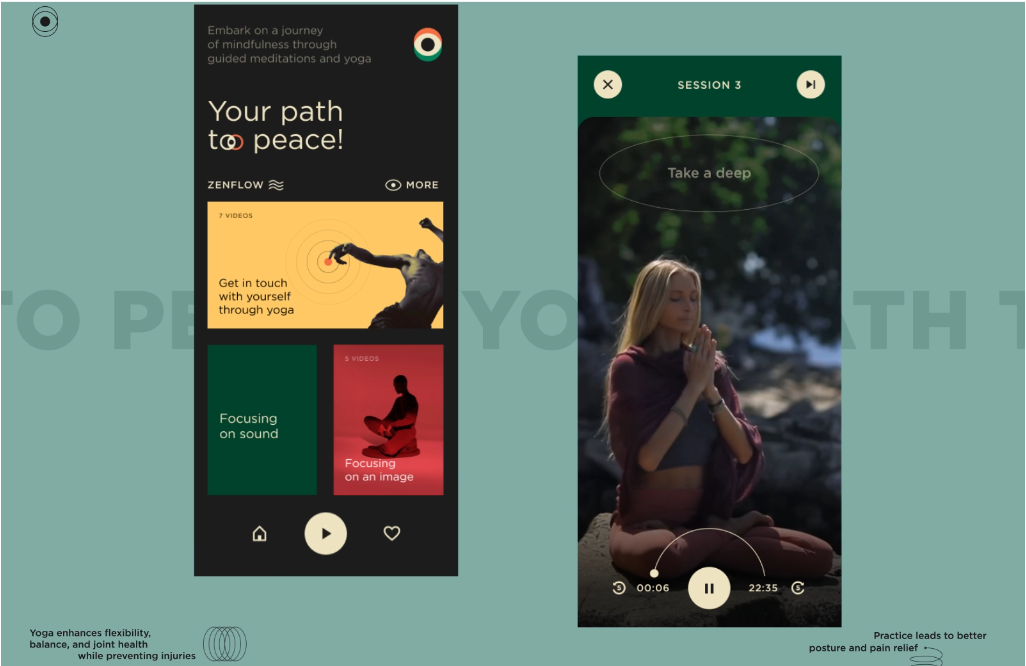 Embark on a journey
of mindfulness through
guided meditations and yoga
Your path
too peace!
ZENFLOW
MORE
7 VIDEOS
Get in touch
with yourself
through yoga
Focusing
on sound
5 VIDEOS
Focusing
on an image
SESSION 3
Take a deep
5
00:06
22:35
5
TO PE
YO
ATH T
Yoga enhances flexibility,
balance, and joint health
while preventing injuries
Practice leads to better
posture and pain relief